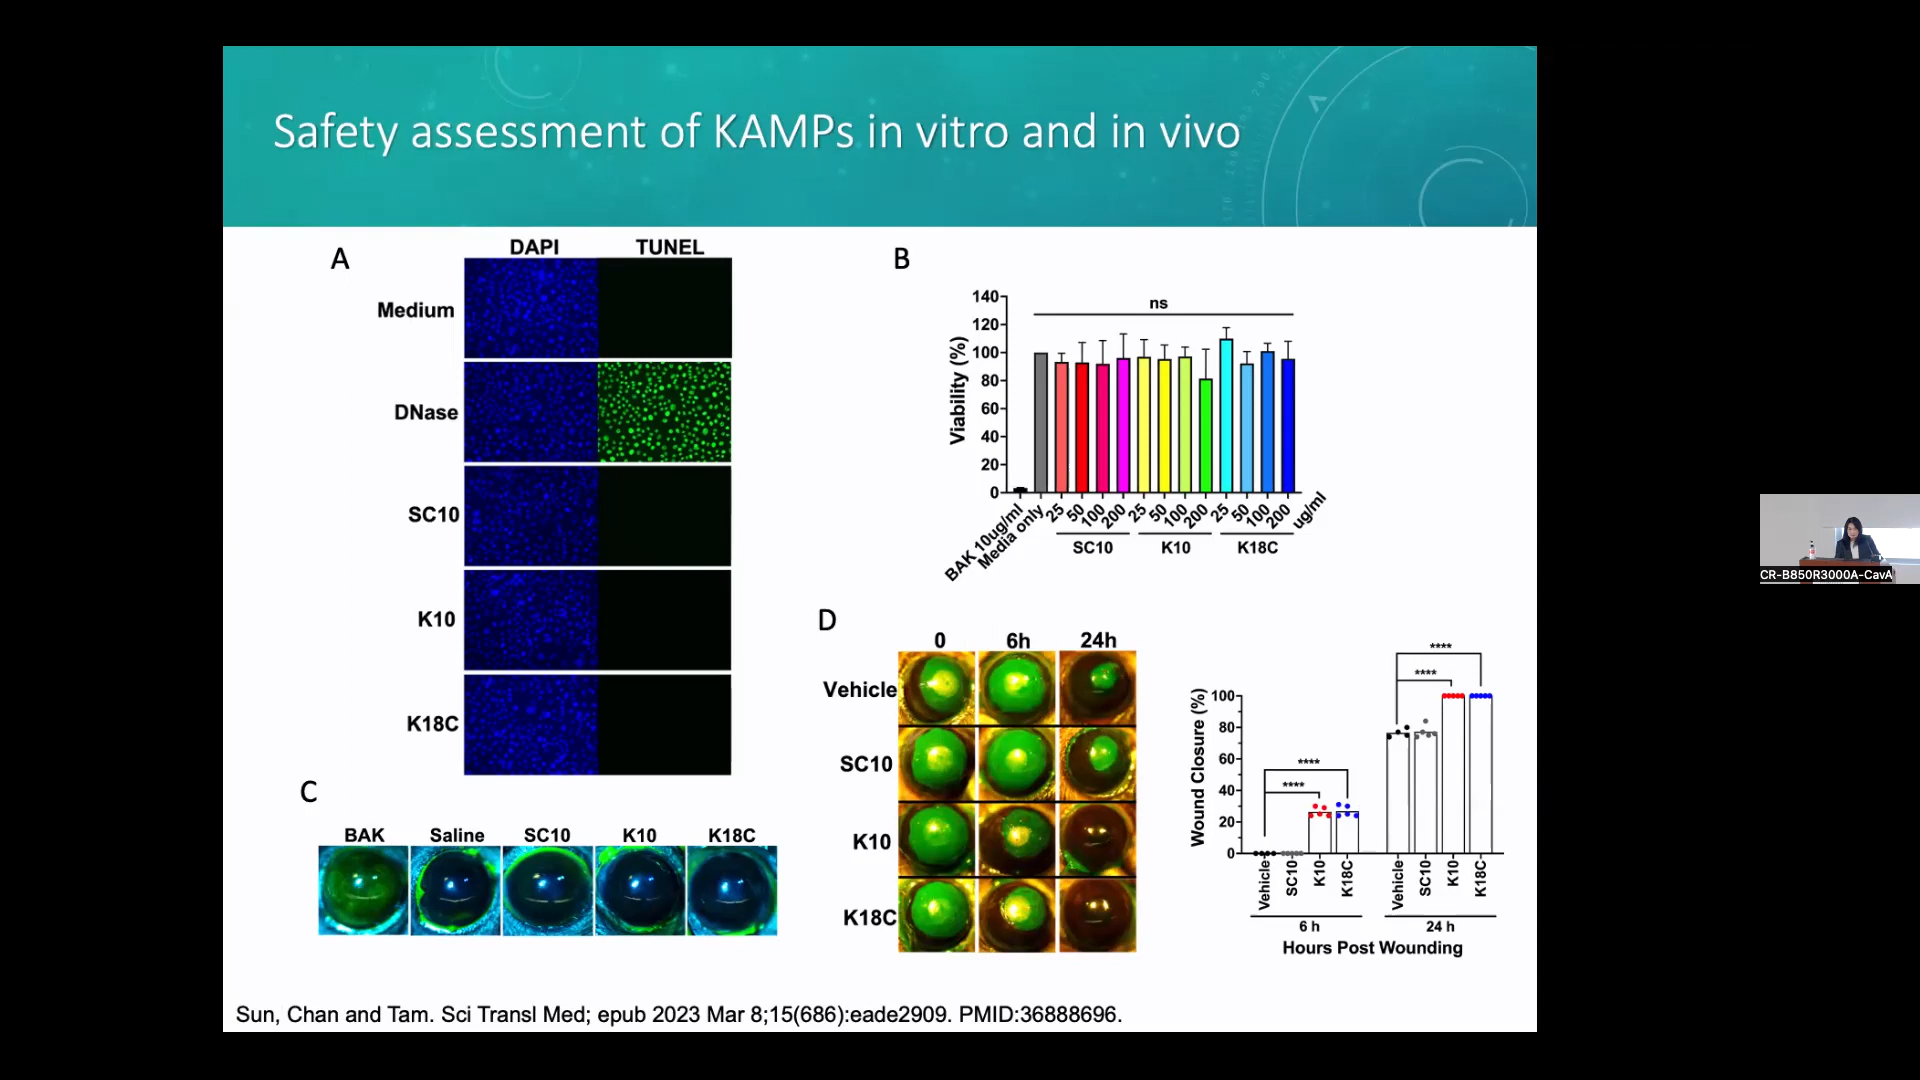 Safety assessment of KAMPs in vitro and in vivo
A
DAPI TUNEL
Medium
DNase
SC10
K10
K18C
B
ns
Viability (%)
140
120
100
80
60
40
20
0
BAK 10ug/ml
Media only
25 50 100 200 25 50 100 200 25 50 100 200 ug/ml
SC10 K10 K18C
C
BAK Saline SC10 K10 K18C
D
0 6h 24h
Vehicle
SC10
K10
K18C
Wound Closure (%)
100
80
60
40
20
0
**** ****
**** ****
Vehicle SC10 K10 K18C Vehicle SC10 K10 K18C
6 h 24 h
Hours Post Wounding
Sun, Chan and Tam. Sci Transl Med; epub 2023 Mar 8;15(686):eade2909. PMID:36888696.
CR-B850R3000A-CavA